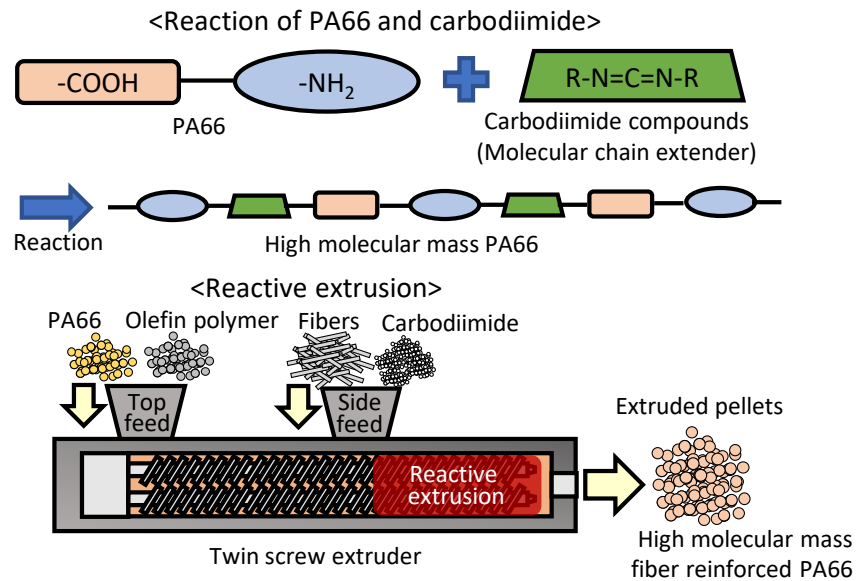 <Reaction of PA66 and carbodiimide>
-COOH
-NH₂
R-N=C=N-R
PA66
Carbodiimide compounds
(Molecular chain extender)
Reaction
High molecular mass PA66
<Reactive extrusion>
PA66
Olefin polymer
Fibers
Carbodiimide
Top
feed
Side
feed
Extruded pellets
Reactive
extrusion
Twin screw extruder
High molecular mass
fiber reinforced PA66